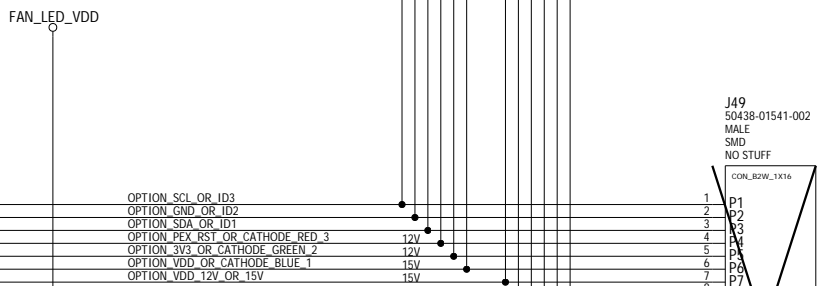 FAN_LED_VDD
J49
50438-01541-002
MALE
SMD
NO STUFF
CON_B2W_1X16
OPTION_SCL_OR_ID3 1 P1
OPTION_GND_OR_ID2 2 P2
OPTION_SDA_OR_ID1 3 P3
OPTION_PEX_RST_OR_CATHODE_RED_3 12V 4 P4
OPTION_3V3_OR_CATHODE_GREEN_2 12V 5 P5
OPTION_VDD_OR_CATHODE_BLUE_1 15V 6 P6
OPTION_VDD_12V_OR_15V 15V 7 P7